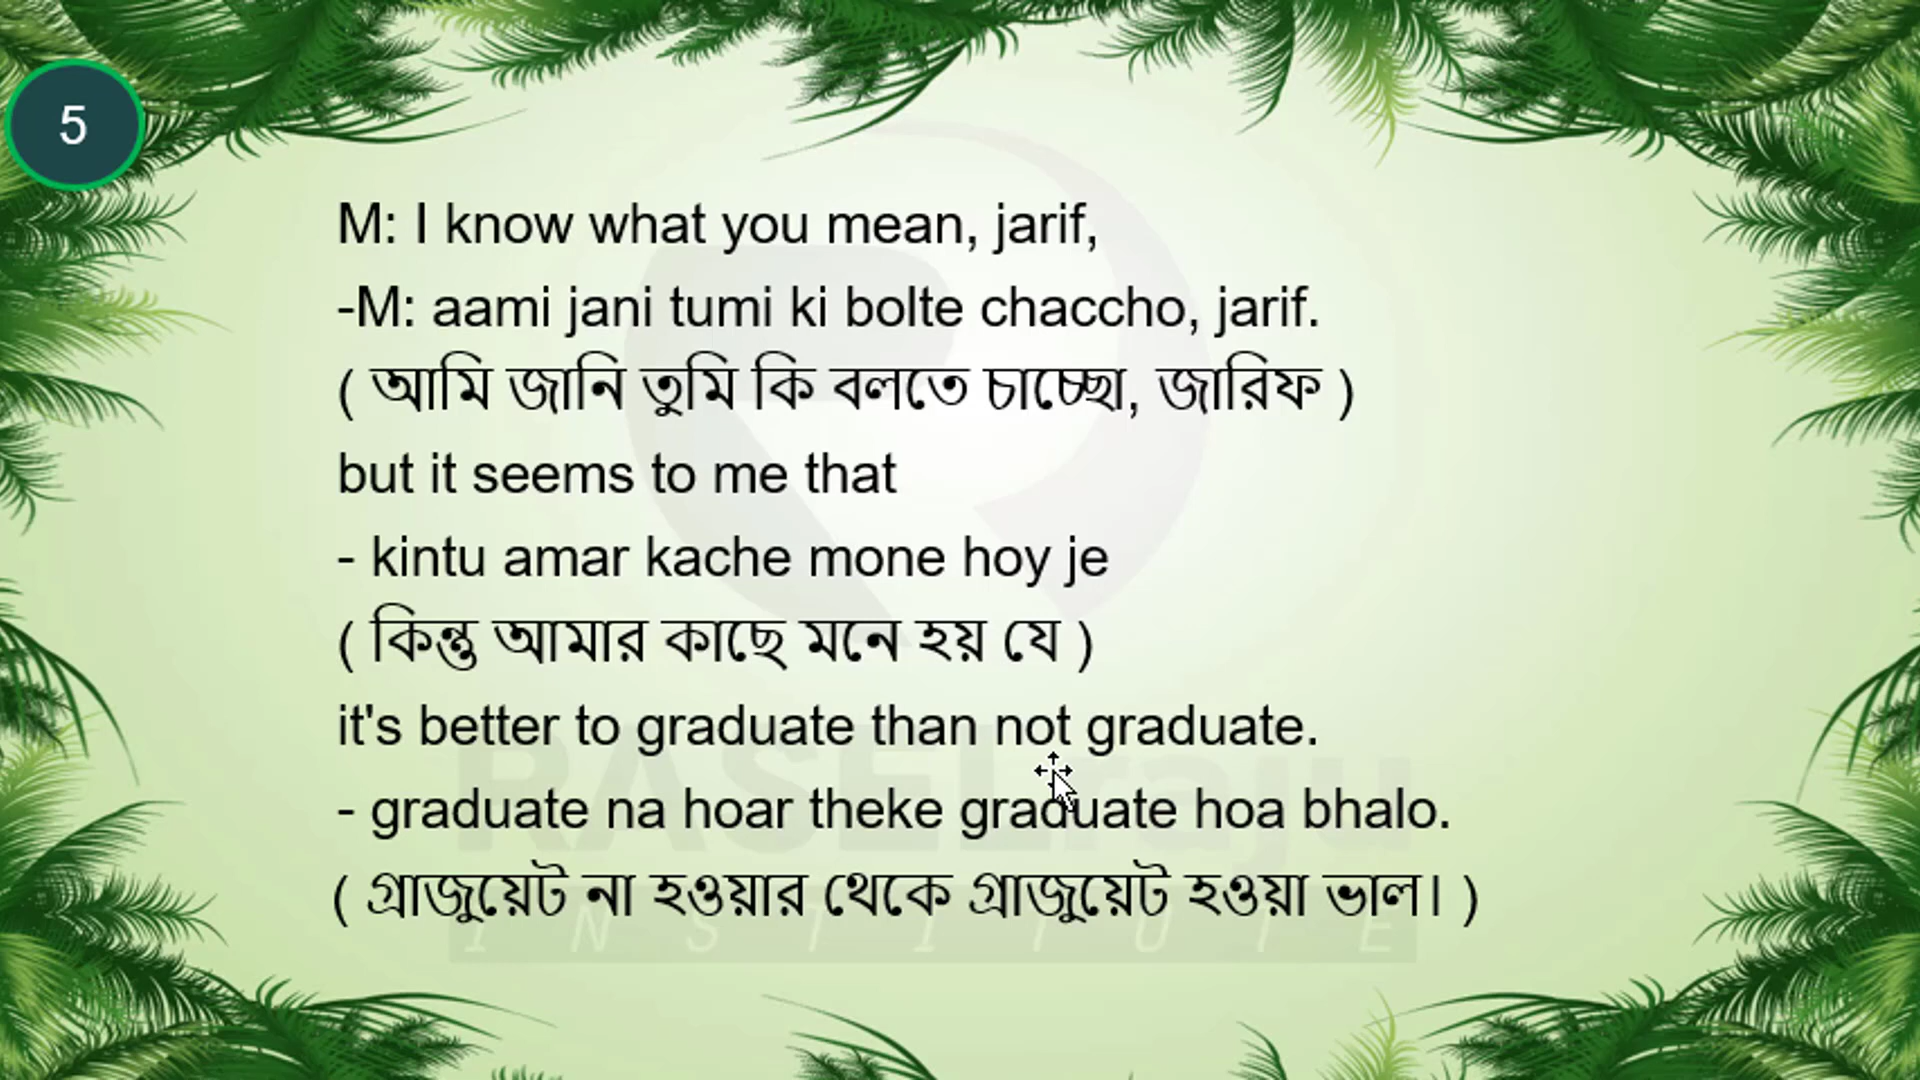 5
M: I know what you mean, jarif,
-M: aami jani tumi ki bolte chaccho, jarif.
( আমি জানি তুমি কি বলতে চাচ্ছো, জারিফ )
but it seems to me that
- kintu amar kache mone hoy je
( কিন্তু আমার কাছে মনে হয় যে )
it's better to graduate than not graduate.
- graduate na hoar theke graduate hoa bhalo.
( গ্রাজুয়েট না হওয়ার থেকে গ্রাজুয়েট হওয়া ভাল। )
RASELraju
INSTITUTE